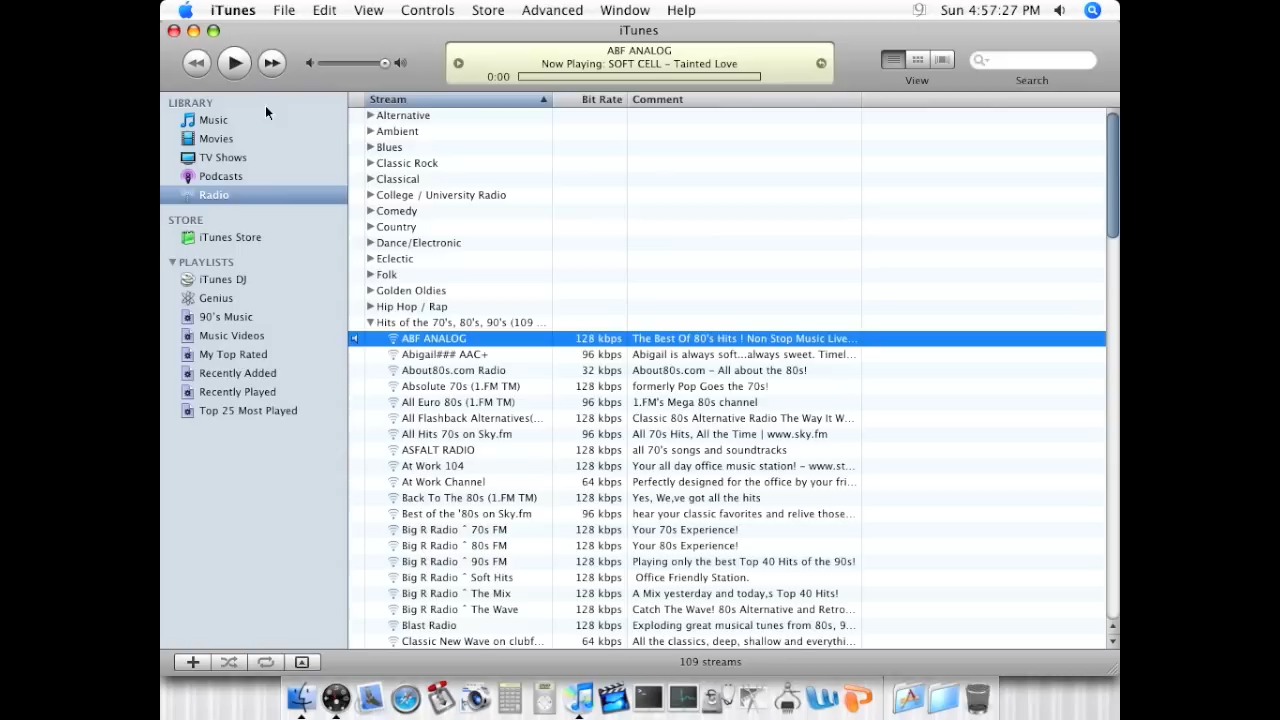 iTunes File Edit View Controls Store Advanced Window Help Sun 4:57:27 PM
iTunes
ABF ANALOG
Now Playing: SOFT CELL - Tainted Love
0:00
View
Search
LIBRARY
Music
Movies
TV Shows
Podcasts
Radio
STORE
iTunes Store
PLAYLISTS
iTunes DJ
Genius
90's Music
Music Videos
My Top Rated
Recently Added
Recently Played
Top 25 Most Played
Stream Bit Rate Comment
Alternative
Ambient
Blues
Classic Rock
Classical
College / University Radio
Comedy
Country
Dance/Electronic
Eclectic
Folk
Golden Oldies
Hip Hop / Rap
Hits of the 70's, 80's, 90's (109 ...
ABF ANALOG 128 kbps The Best Of 80's Hits ! Non Stop Music Live...
Abigail### AAC+ 96 kbps Abigail is always soft...always sweet. Timel...
About80s.com Radio 32 kbps About80s.com - All about the 80s!
Absolute 70s (1.FM TM) 128 kbps formerly Pop Goes the 70s!
All Euro 80s (1.FM TM) 96 kbps 1.FM's Mega 80s channel
All Flashback Alternatives(... 128 kbps Classic 80s Alternative Radio The Way It W...
All Hits 70s on Sky.fm 96 kbps All 70s Hits, All the Time | www.sky.fm
ASFALT RADIO 128 kbps all 70's songs and soundtracks
At Work 104 128 kbps Your all day office music station! - www.st...
At Work Channel 64 kbps Perfectly designed for the office by your fri...
Back To The 80s (1.FM TM) 128 kbps Yes, We,ve got all the hits
Best of the '80s on Sky.fm 96 kbps hear your classic favorites and relive those...
Big R Radio ^ 70s FM 128 kbps Your 70s Experience!
Big R Radio ^ 80s FM 128 kbps Your 80s Experience!
Big R Radio ^ 90s FM 128 kbps Playing only the best Top 40 Hits of the 90s!
Big R Radio ^ Soft Hits 128 kbps Office Friendly Station.
Big R Radio ^ The Mix 128 kbps A Mix yesterday and today,s Top 40 Hits!
Big R Radio ^ The Wave 128 kbps Catch The Wave! 80s Alternative and Retro...
Blast Radio 128 kbps Exploding great musical tunes from 80s, 9...
Classic New Wave on clubf... 64 kbps All the classics, deep, shallow and everythi...
109 streams